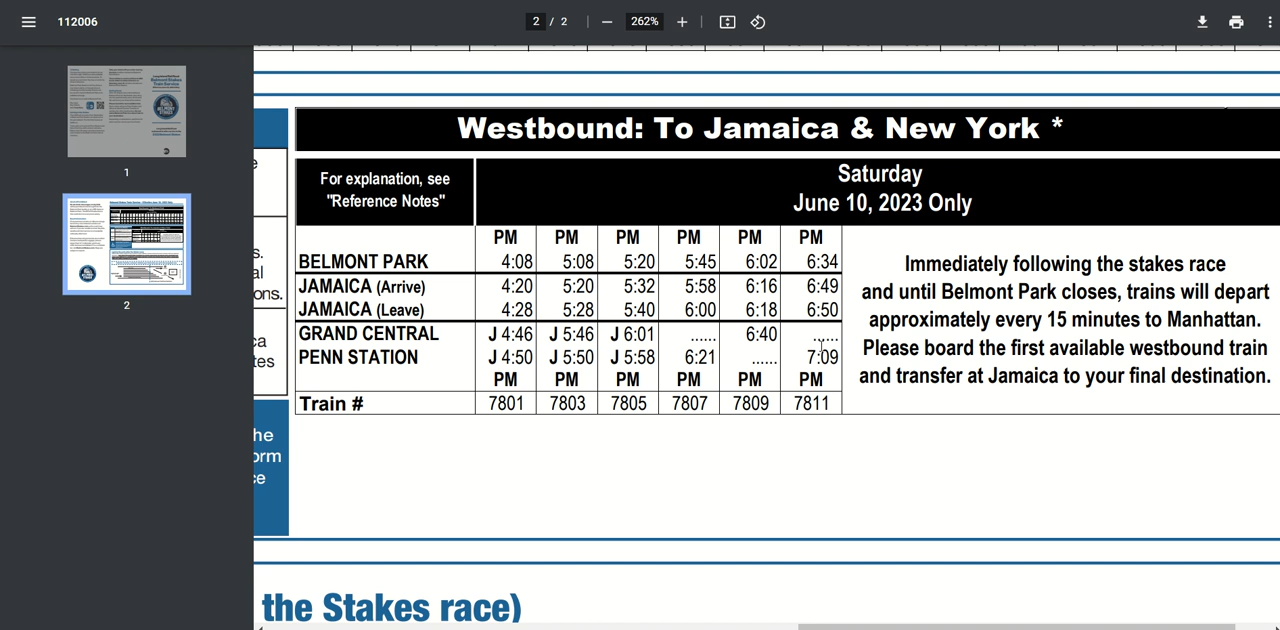 112006
2 / 2
262%
Westbound: To Jamaica & New York *
For explanation, see
"Reference Notes"
Saturday
June 10, 2023 Only
PM PM PM PM PM PM
BELMONT PARK 4:08 5:08 5:20 5:45 6:02 6:34
JAMAICA (Arrive) 4:20 5:20 5:32 5:58 6:16 6:49
JAMAICA (Leave) 4:28 5:28 5:40 6:00 6:18 6:50
GRAND CENTRAL J 4:46 J 5:46 J 6:01 ...... 6:40 ......
PENN STATION J 4:50 J 5:50 J 5:58 6:21 ...... 7:09
PM PM PM PM PM PM
Train # 7801 7803 7805 7807 7809 7811
Immediately following the stakes race
and until Belmont Park closes, trains will depart
approximately every 15 minutes to Manhattan.
Please board the first available westbound train
and transfer at Jamaica to your final destination.
the Stakes race)
1
2